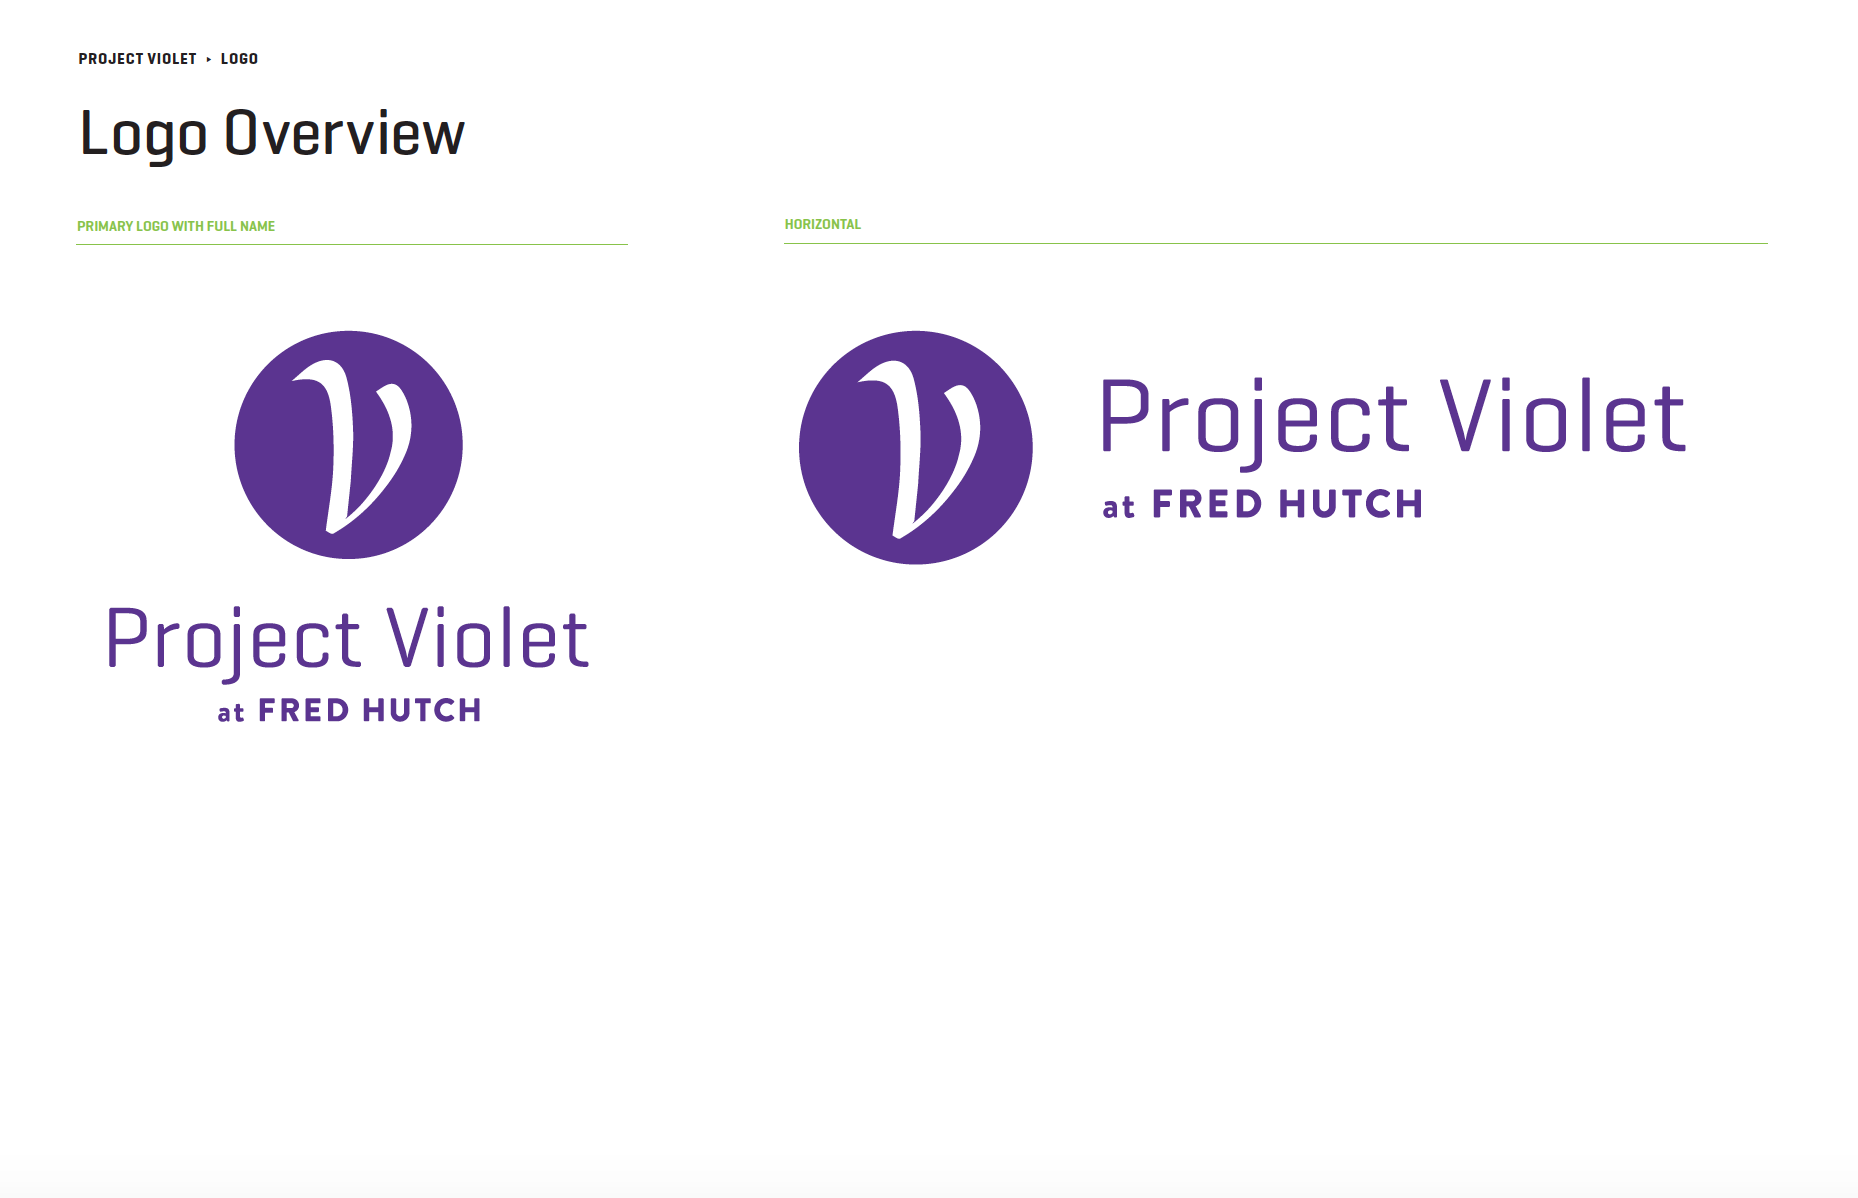 PROJECT VIOLET ▸ LOGO
Logo Overview
PRIMARY LOGO WITH FULL NAME
V
Project Violet
at FRED HUTCH
HORIZONTAL
V
Project Violet
at FRED HUTCH